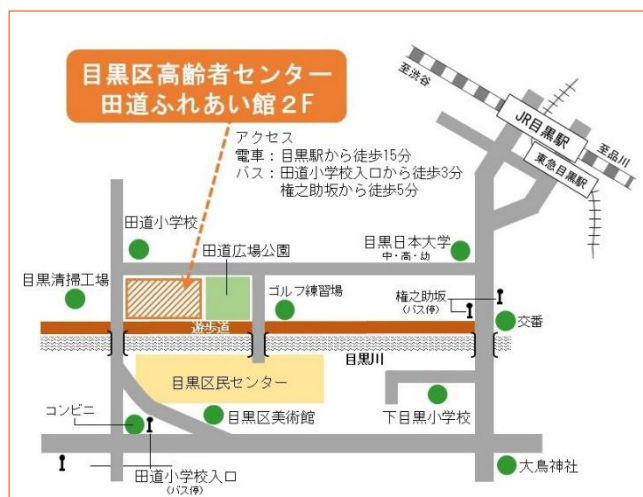 目黒区高齢者センター
田道ふれあい館２Ｆ
アクセス
電車：目黒駅から徒歩15分
バス：田道小学校入口から徒歩3分
権之助坂から徒歩5分
至渋谷
JR目黒駅
至品川
東急目黒駅
田道小学校
田道広場公園
目黒日本大学
中・高・幼
目黒清掃工場
ゴルフ練習場
権之助坂
(バス停)
交番
遊歩道
目黒川
目黒区民センター
コンビニ
目黒区美術館
下目黒小学校
田道小学校入口
(バス停)
大鳥神社